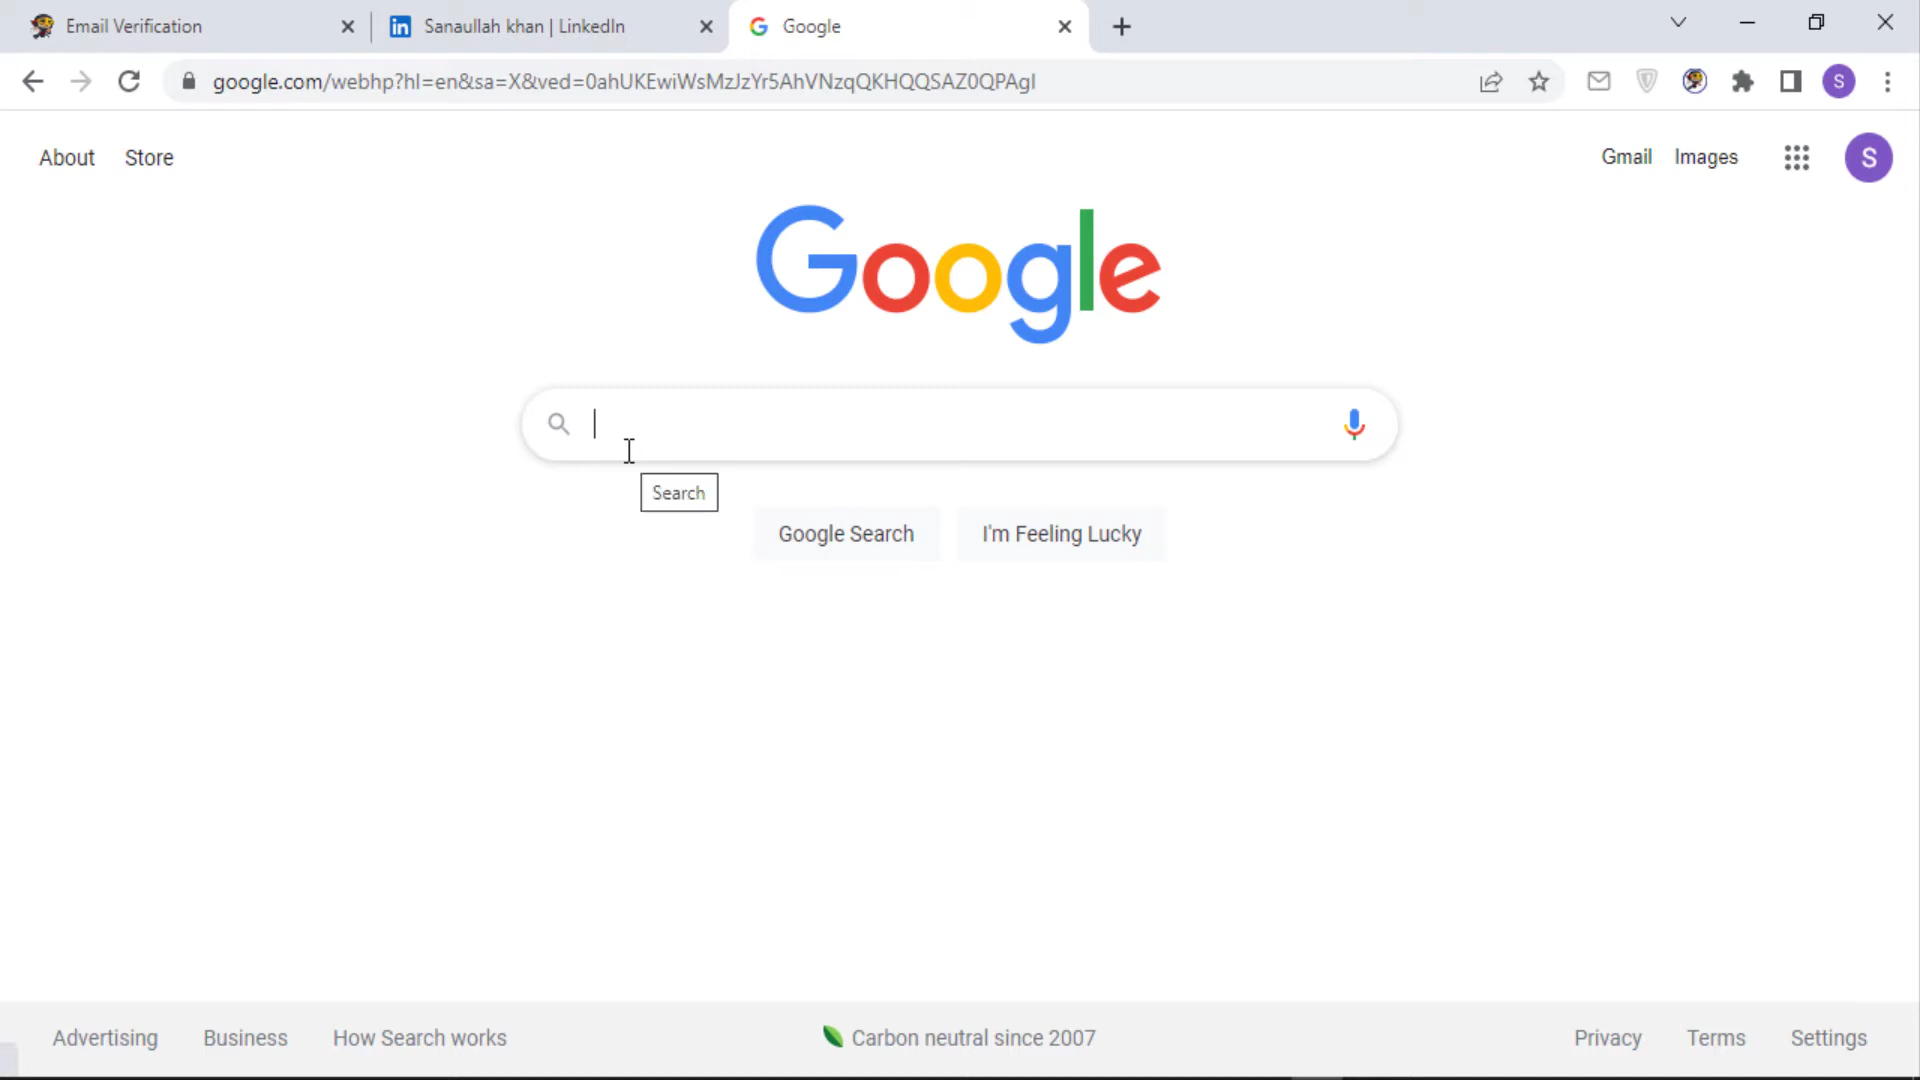 Email Verification
Sanaullah khan | LinkedIn
Google
google.com/webhp?hl=en&sa=X&ved=0ahUKEwiWsMzJzYr5AhVNzqQKHQQSAZ0QPAgI
S
About
Store
Gmail
Images
S
Google
Search
Google Search
I'm Feeling Lucky
Advertising
Business
How Search works
Carbon neutral since 2007
Privacy
Terms
Settings